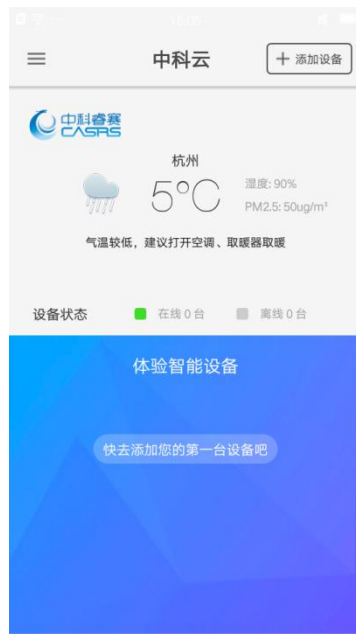 中科云
＋ 添加设备
中科睿赛
CASRS
杭州
5°C
湿度: 90%
PM2.5: 50ug/m³
气温较低，建议打开空调、取暖器取暖
设备状态
在线 0 台
离线 0 台
体验智能设备
快去添加您的第一台设备吧